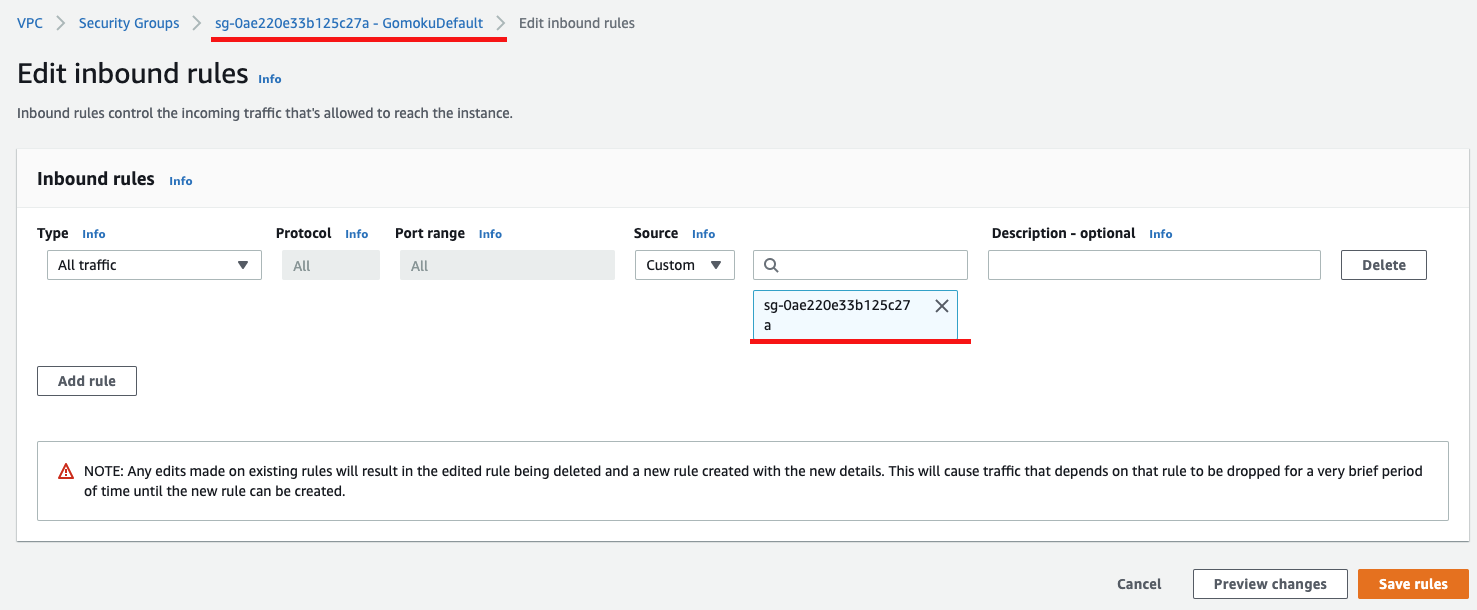 VPC > Security Groups > sg-0ae220e33b125c27a - GomokuDefault > Edit inbound rules
Edit inbound rules Info
Inbound rules control the incoming traffic that's allowed to reach the instance.
Inbound rules Info
Type Info Protocol Info Port range Info Source Info Description - optional Info
All traffic All All Custom Delete
sg-0ae220e33b125c27
a
Add rule
NOTE: Any edits made on existing rules will result in the edited rule being deleted and a new rule created with the new details. This will cause traffic that depends on that rule to be dropped for a very brief period
of time until the new rule can be created.
Cancel Preview changes Save rules